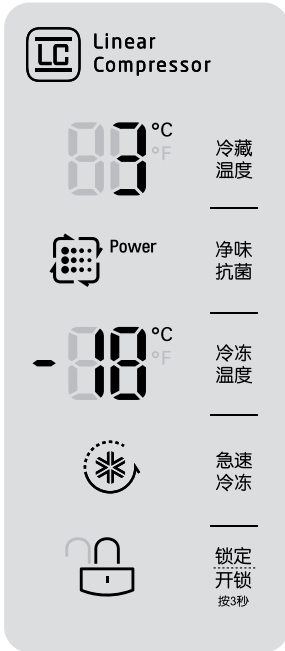 LC
Linear
Compressor
3 °C
°F
冷藏
温度
Power
净味
抗菌
-18 °C
°F
冷冻
温度
急速
冷冻
锁定
开锁
按3秒